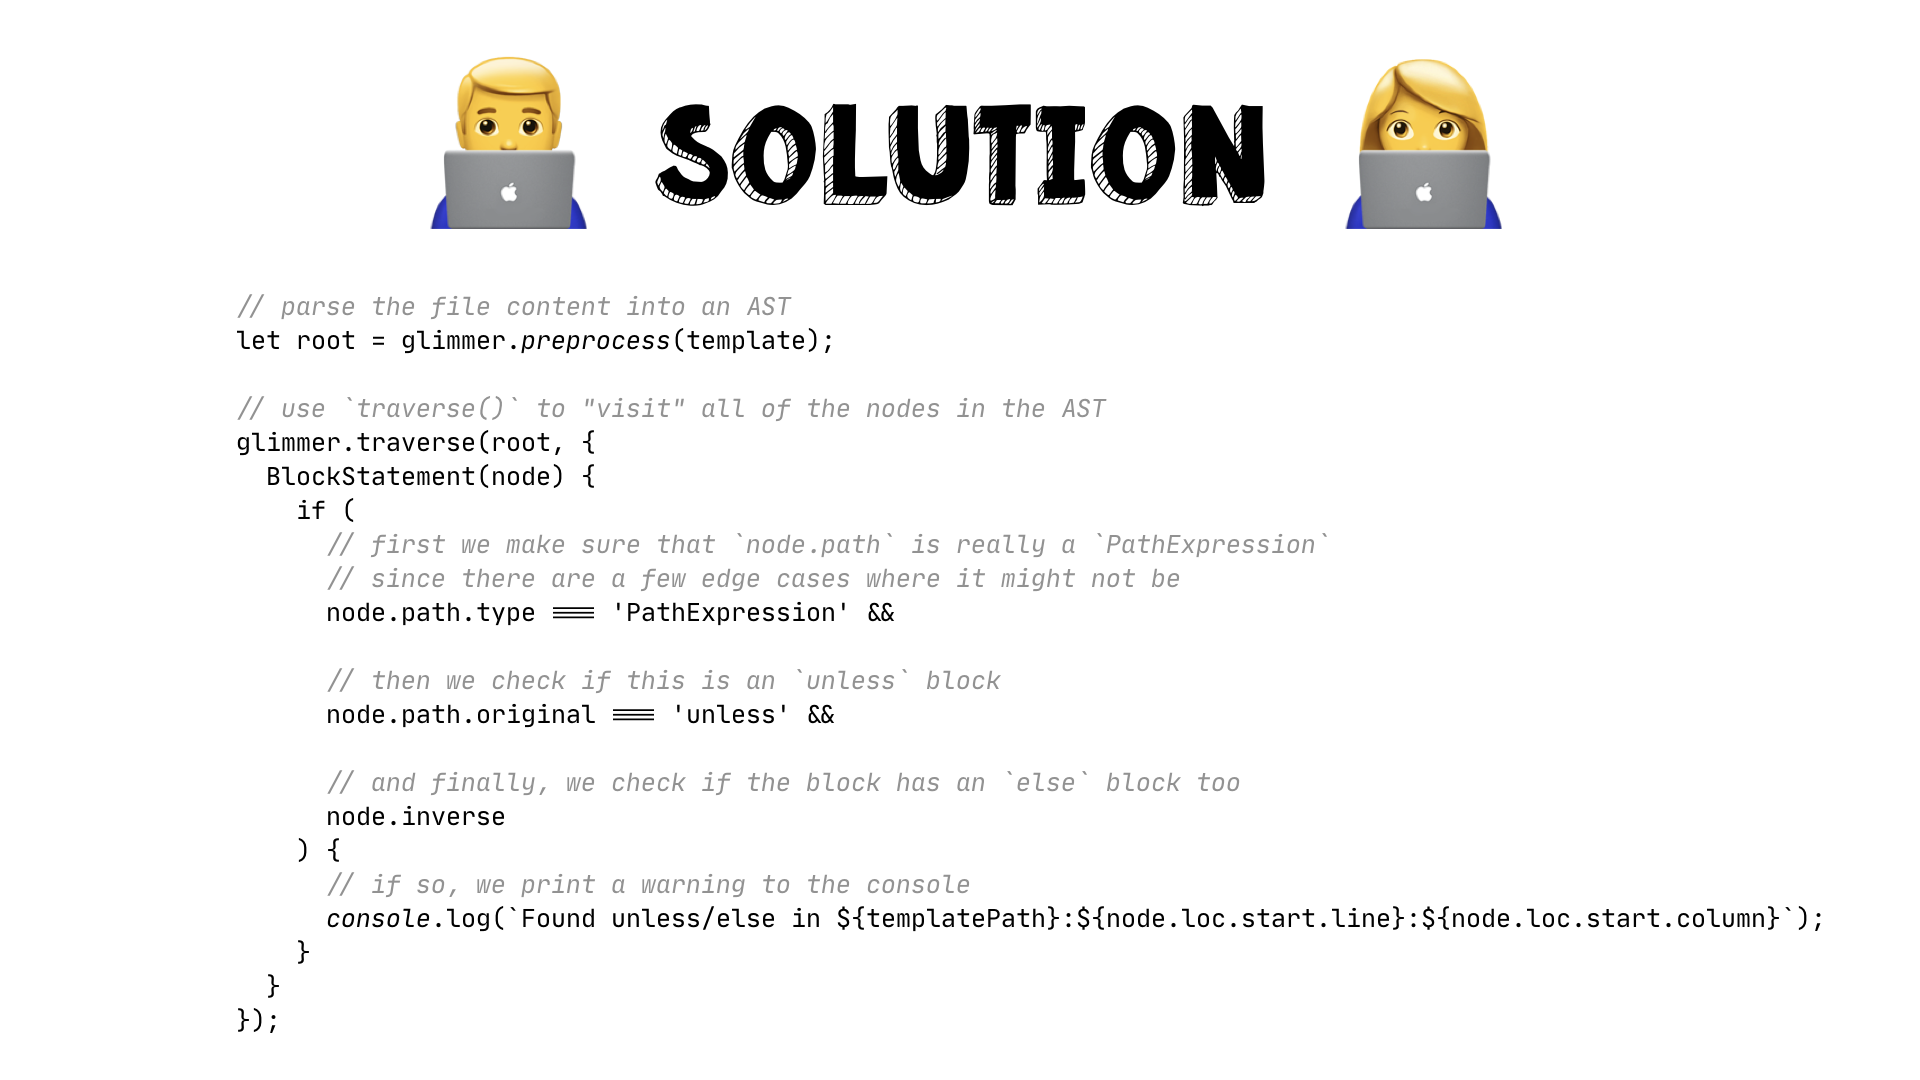 SOLUTION
// parse the file content into an AST
let root = glimmer.preprocess(template);
// use `traverse()` to "visit" all of the nodes in the AST
glimmer.traverse(root, {
  BlockStatement(node) {
    if (
      // first we make sure that `node.path` is really a `PathExpression`
      // since there are a few edge cases where it might not be
      node.path.type === 'PathExpression' &&
      // then we check if this is an `unless` block
      node.path.original === 'unless' &&
      // and finally, we check if the block has an `else` block too
      node.inverse
    ) {
      // if so, we print a warning to the console
      console.log(`Found unless/else in ${templatePath}:${node.loc.start.line}:${node.loc.start.column}`);
    }
  }
});